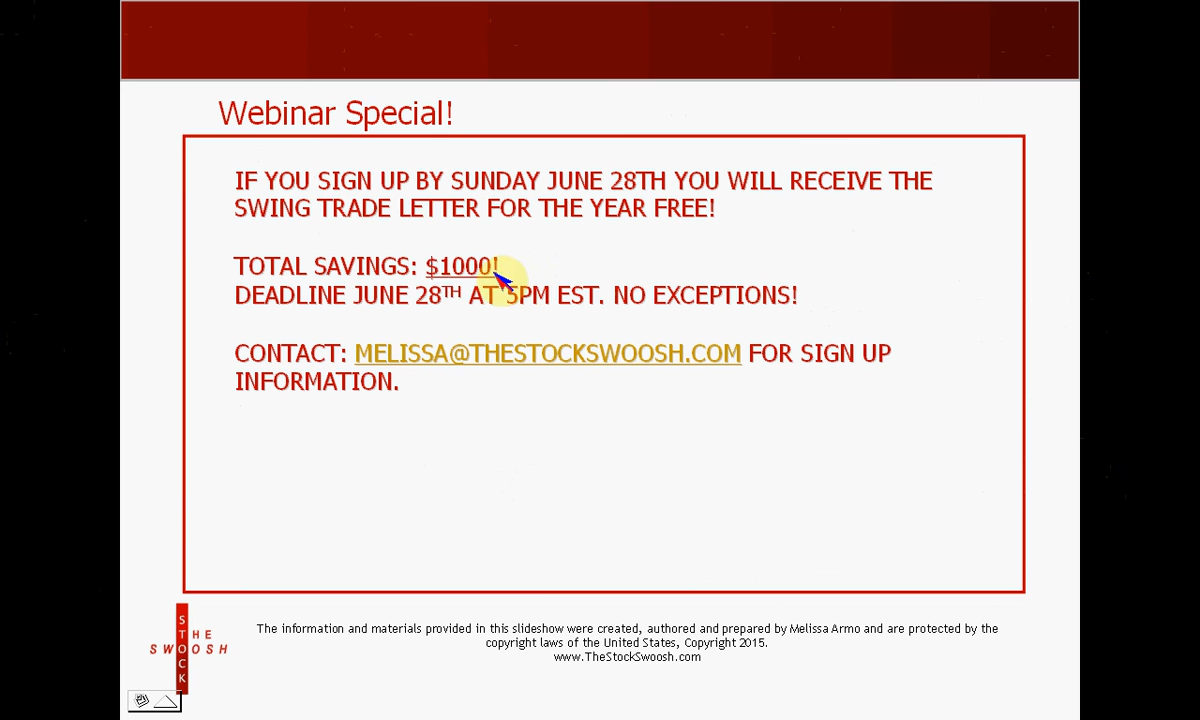 Webinar Special!
IF YOU SIGN UP BY SUNDAY JUNE 28TH YOU WILL RECEIVE THE
SWING TRADE LETTER FOR THE YEAR FREE!
TOTAL SAVINGS: $1000!
DEADLINE JUNE 28TH AT 5PM EST. NO EXCEPTIONS!
CONTACT: MELISSA@THESTOCKSWOOSH.COM FOR SIGN UP
INFORMATION.
THE
STOCK
SWOOSH
The information and materials provided in this slideshow were created, authored and prepared by Melissa Armo and are protected by the
copyright laws of the United States, Copyright 2015.
www.TheStockSwoosh.com